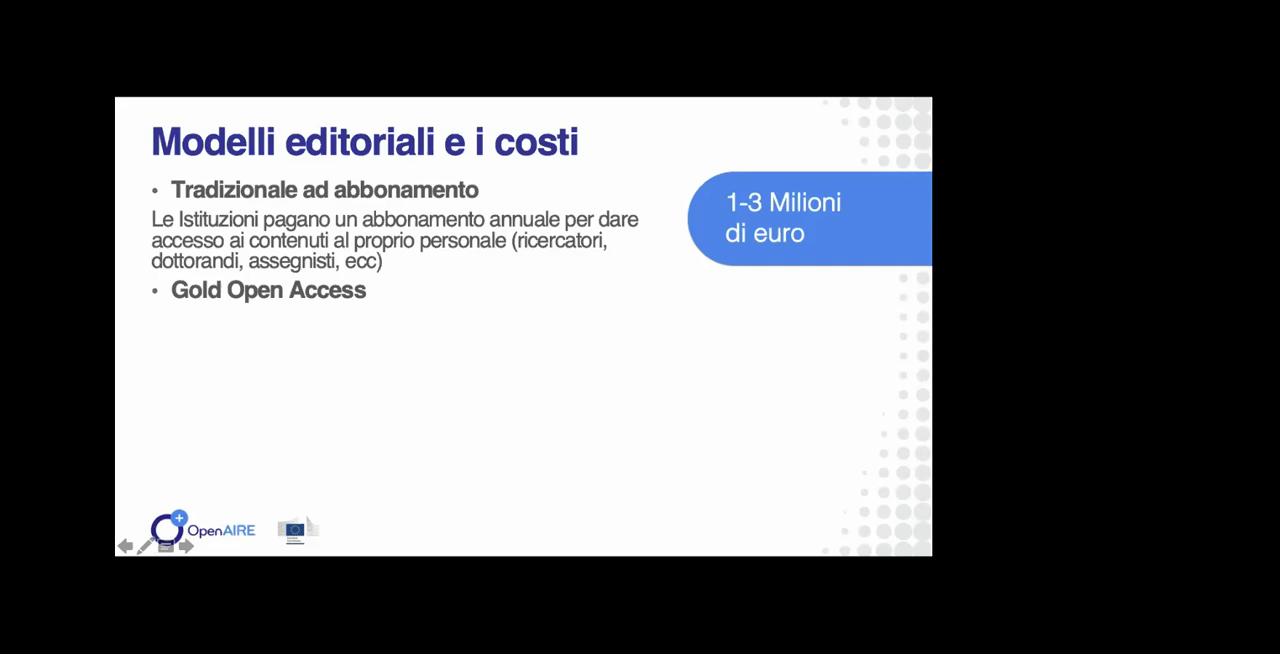 Modelli editoriali e i costi
• Tradizionale ad abbonamento
Le Istituzioni pagano un abbonamento annuale per dare
accesso ai contenuti al proprio personale (ricercatori,
dottorandi, assegnisti, ecc)
• Gold Open Access
1-3 Milioni
di euro
OpenAIRE